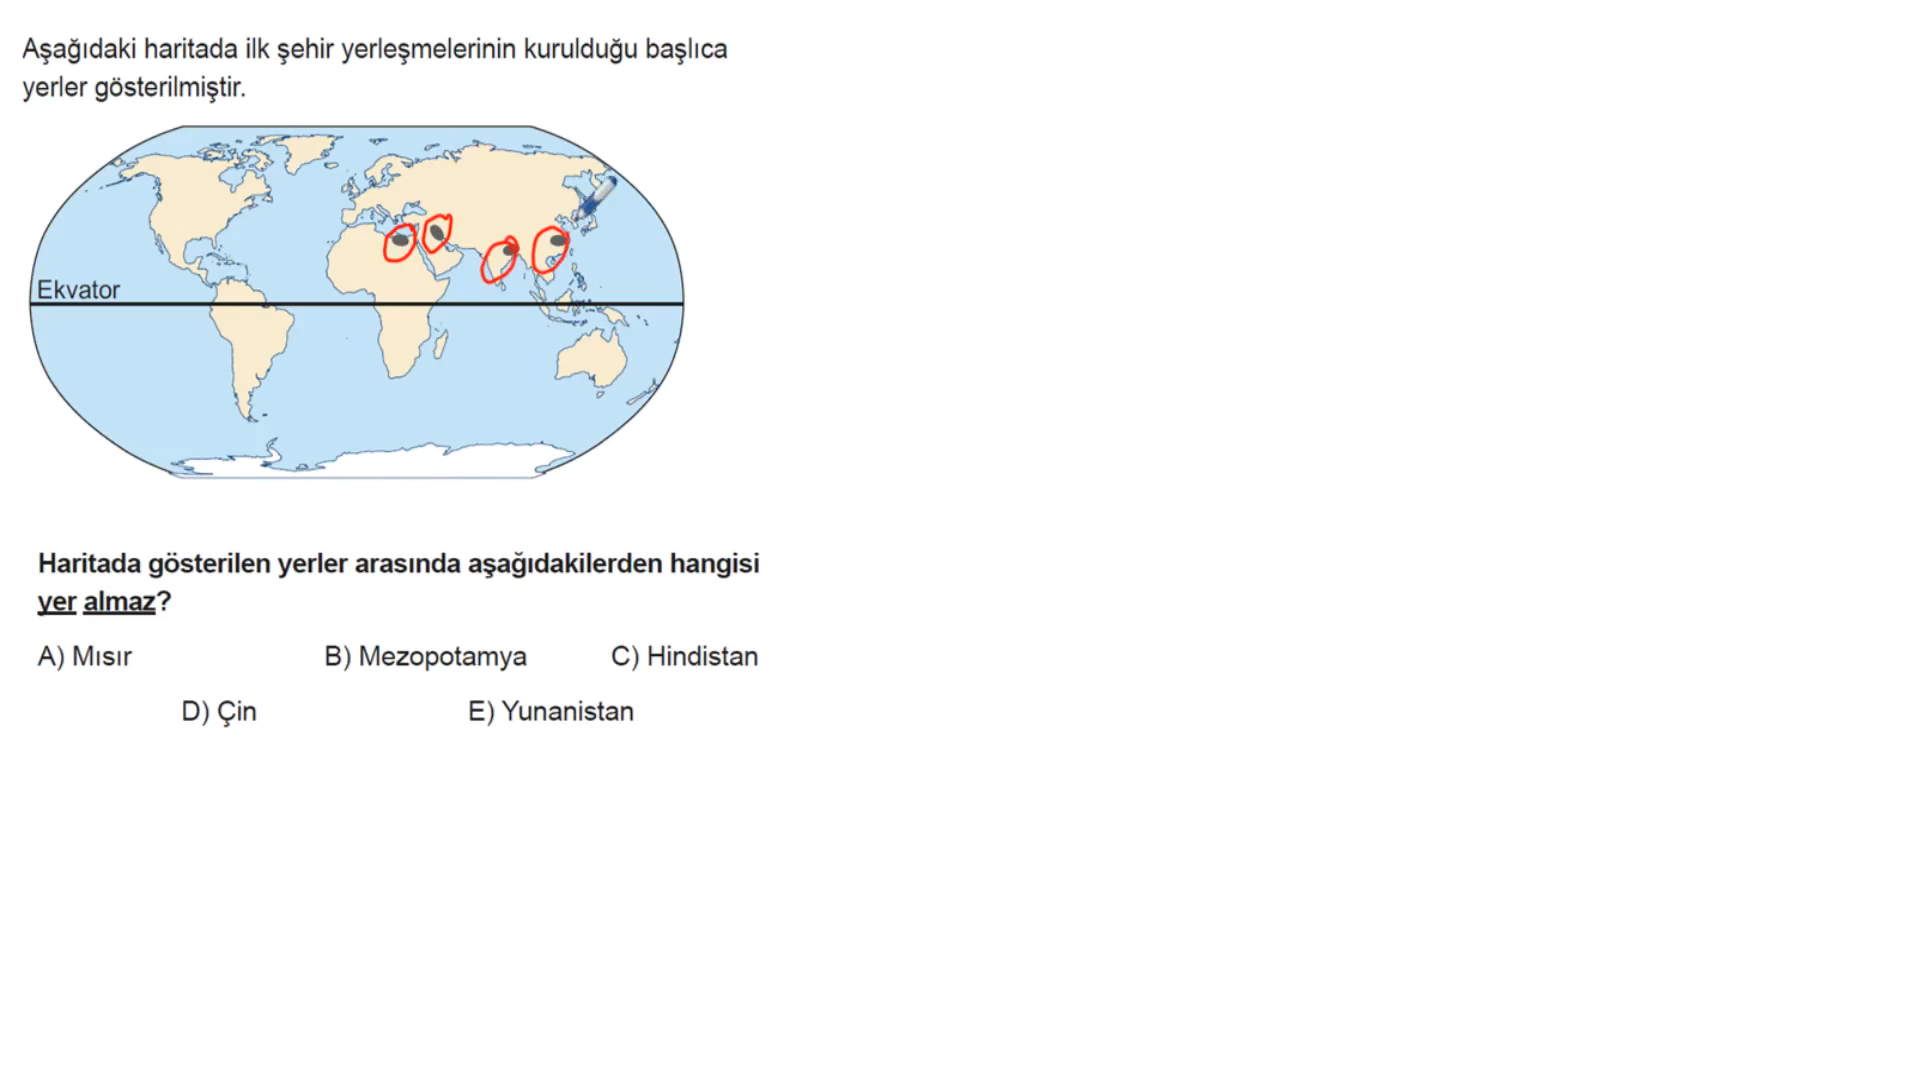 Aşağıdaki haritada ilk şehir yerleşmelerinin kurulduğu başlıca
yerler gösterilmiştir.
Ekvator
Haritada gösterilen yerler arasında aşağıdakilerden hangisi
yer almaz?
A) Mısır B) Mezopotamya C) Hindistan
D) Çin E) Yunanistan